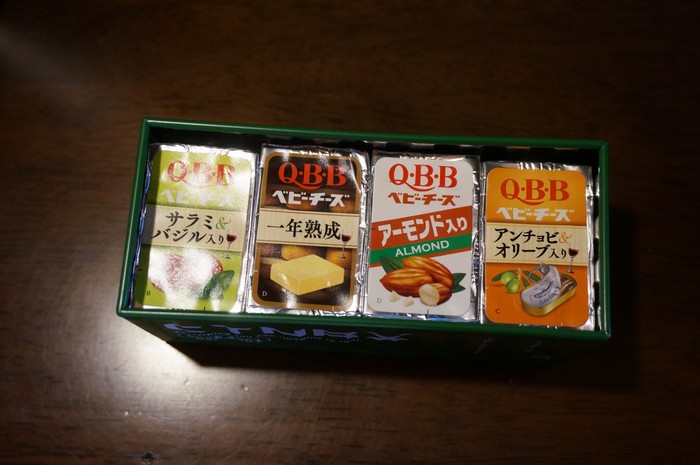 Q·B·B
ベビーチーズ
サラミ&
バジル入り
B
Q·B·B
ベビーチーズ
一年熟成
D
Q·B·B
ベビーチーズ
アーモンド入り
ALMOND
D
Q·B·B
ベビーチーズ
アンチョビ&
オリーブ入り
C